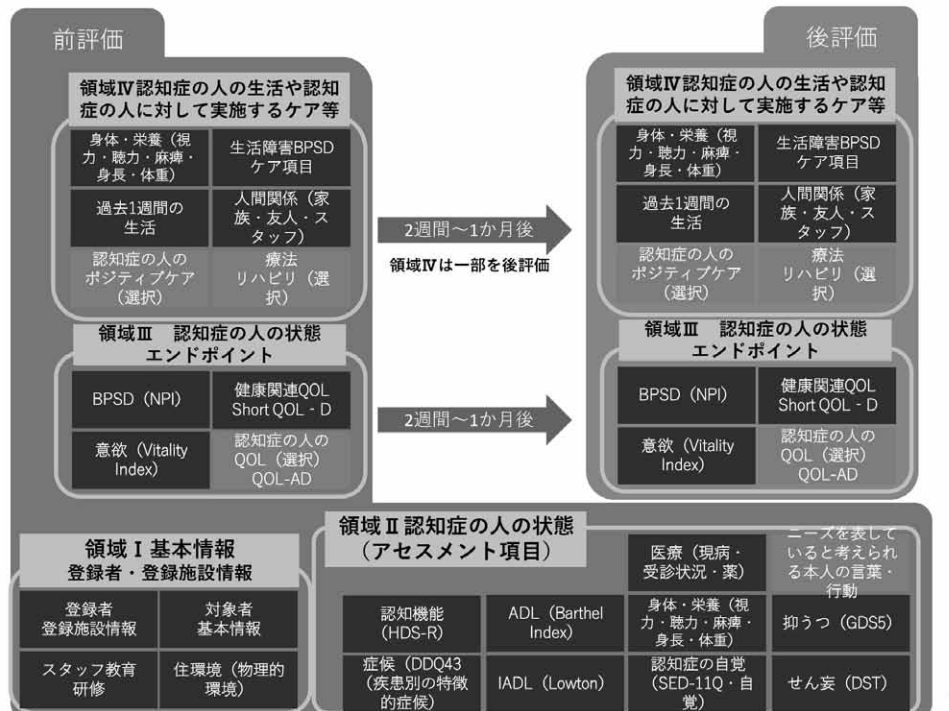 前評価
領域Ⅳ認知症の人の生活や認知
症の人に対して実施するケア等
身体・栄養（視
力・聴力・麻痺・
身長・体重）
生活障害BPSD
ケア項目
過去1週間の
生活
人間関係（家
族・友人・ス
タッフ）
認知症の人の
ポジティブケア
（選択）
療法
リハビリ（選
択）
領域Ⅲ　認知症の人の状態
エンドポイント
BPSD（NPI）
健康関連QOL
Short QOL‐D
意欲（Vitality
Index）
認知症の人の
QOL（選択）
QOL-AD
2週間～1か月後
領域Ⅳは一部を後評価
2週間～1か月後
後評価
領域Ⅳ認知症の人の生活や認知
症の人に対して実施するケア等
身体・栄養（視
力・聴力・麻痺・
身長・体重）
生活障害BPSD
ケア項目
過去1週間の
生活
人間関係（家
族・友人・ス
タッフ）
認知症の人の
ポジティブケア
（選択）
療法
リハビリ（選
択）
領域Ⅲ　認知症の人の状態
エンドポイント
BPSD（NPI）
健康関連QOL
Short QOL‐D
意欲（Vitality
Index）
認知症の人の
QOL（選択）
QOL-AD
領域Ⅰ基本情報
登録者・登録施設情報
登録者
登録施設情報
対象者
基本情報
スタッフ教育
研修
住環境（物理的
環境）
領域Ⅱ認知症の人の状態
（アセスメント項目）
医療（現病・
受診状況・薬）
ニーズを表して
いると考えられ
る本人の言葉・
行動
認知機能
（HDS-R）
ADL（Barthel
Index）
身体・栄養（視
力・聴力・麻痺・
身長・体重）
抑うつ（GDS5）
症候（DDQ43
（疾患別の特徴
的症候）
IADL（Lowton）
認知症の自覚
（SED-11Q・自
覚）
せん妄（DST）